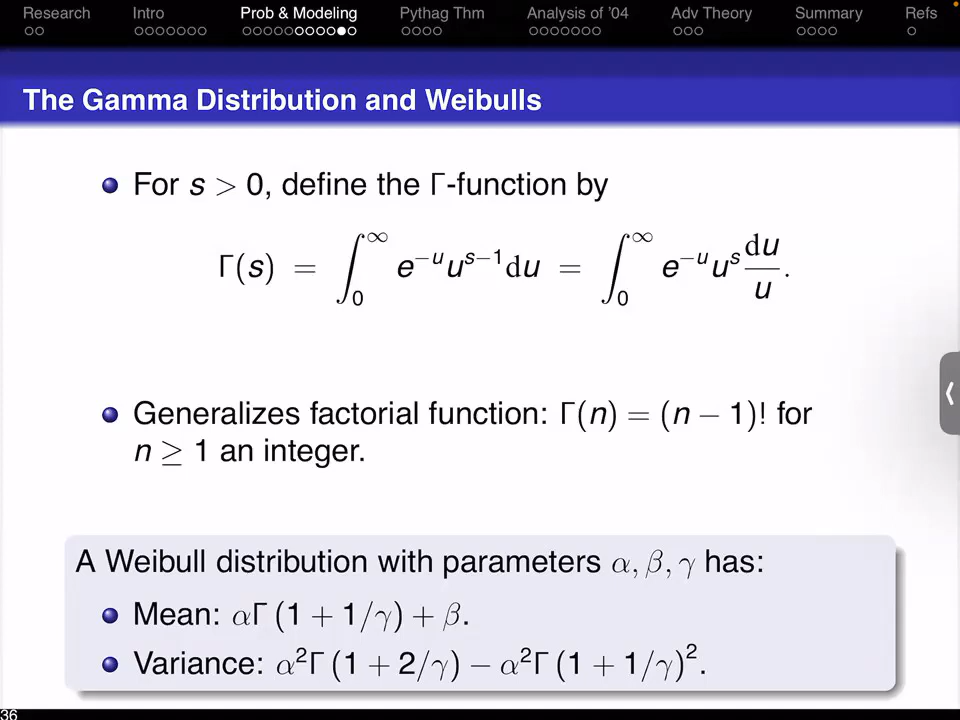 Research Intro Prob & Modeling Pythag Thm Analysis of ’04 Adv Theory Summary Refs
The Gamma Distribution and Weibulls
For s > 0, define the Γ-function by
Γ(s) = ∫₀^∞ e^{−u} u^{s−1} du = ∫₀^∞ e^{−u} u^s du/u.
Generalizes factorial function: Γ(n) = (n − 1)! for
n ≥ 1 an integer.
A Weibull distribution with parameters α, β, γ has:
Mean: αΓ (1 + 1/γ) + β.
Variance: α²Γ (1 + 2/γ) − α²Γ (1 + 1/γ)².
36